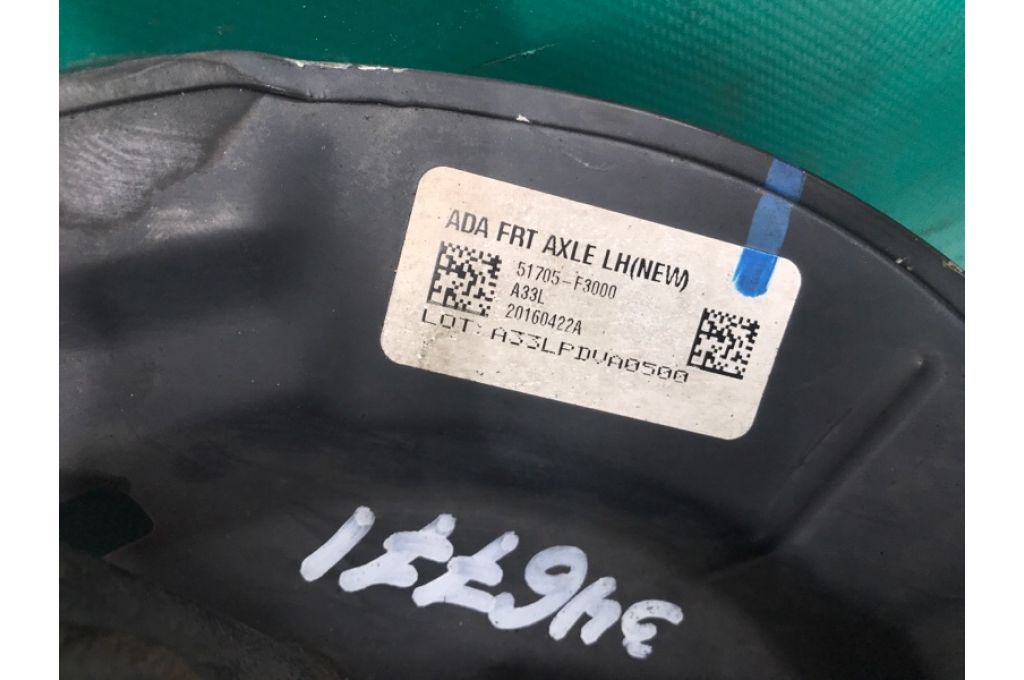 ADA FRT AXLE LH(NEW)
51705-F3000
A33L
20160422A
LOT: A33LPDVA0500